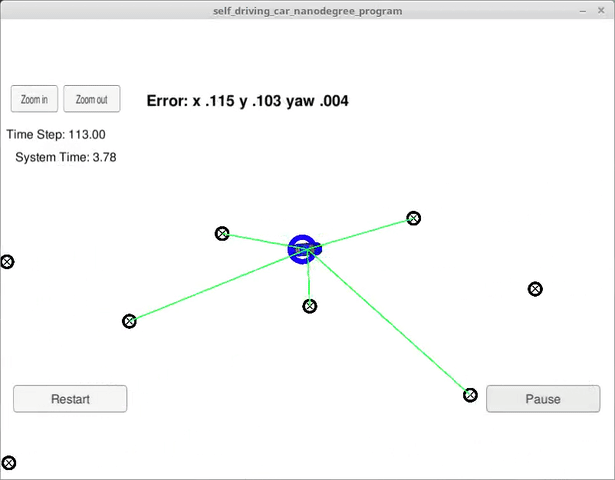 self_driving_car_nanodegree_program
Zoom in
Zoom out
Error: x .115 y .103 yaw .004
Time Step: 113.00
System Time: 3.78
Restart
Pause